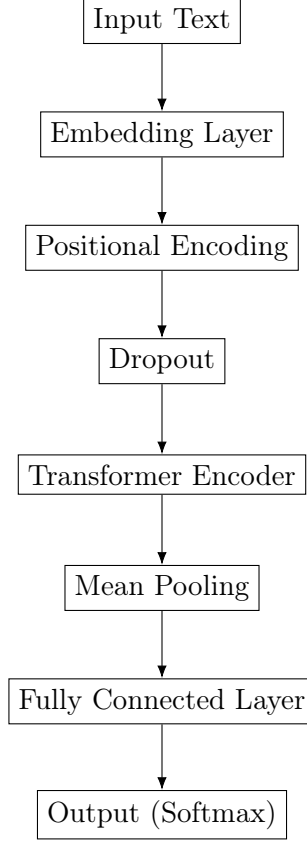 Input Text
Embedding Layer
Positional Encoding
Dropout
Transformer Encoder
Mean Pooling
Fully Connected Layer
Output (Softmax)